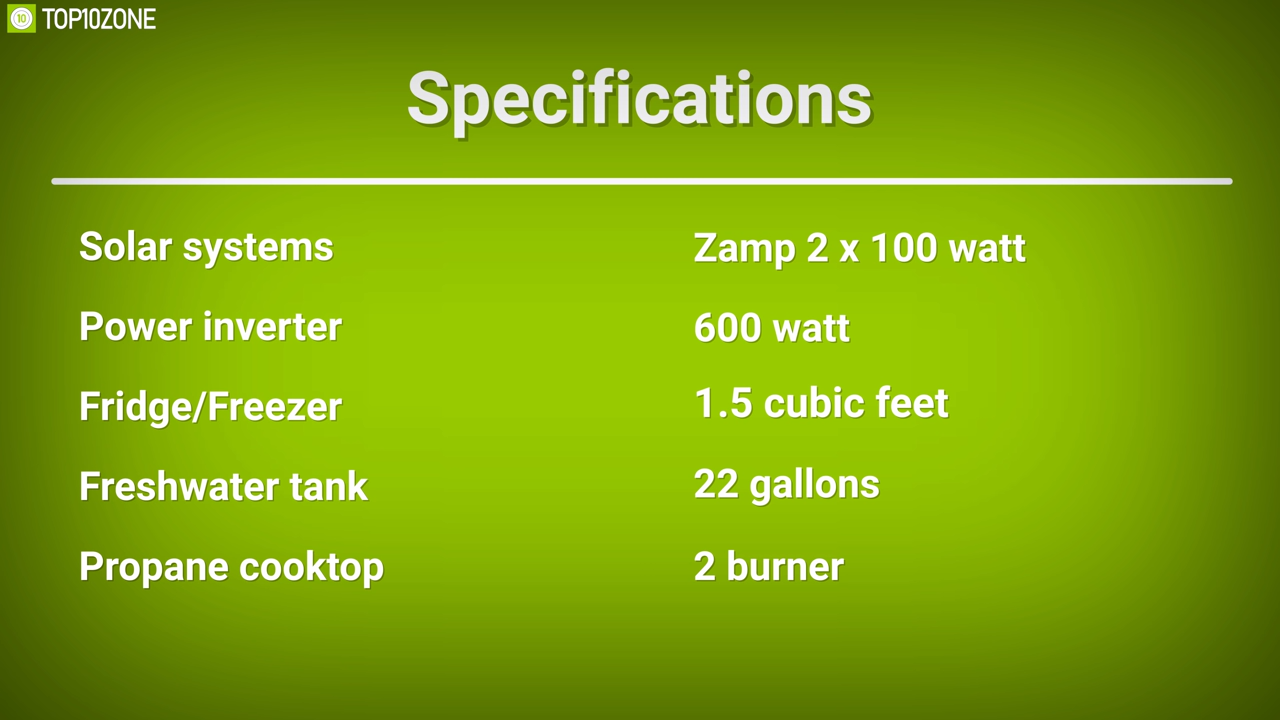 TOP10ZONE
Specifications
Solar systems Zamp 2 x 100 watt
Power inverter 600 watt
Fridge/Freezer 1.5 cubic feet
Freshwater tank 22 gallons
Propane cooktop 2 burner